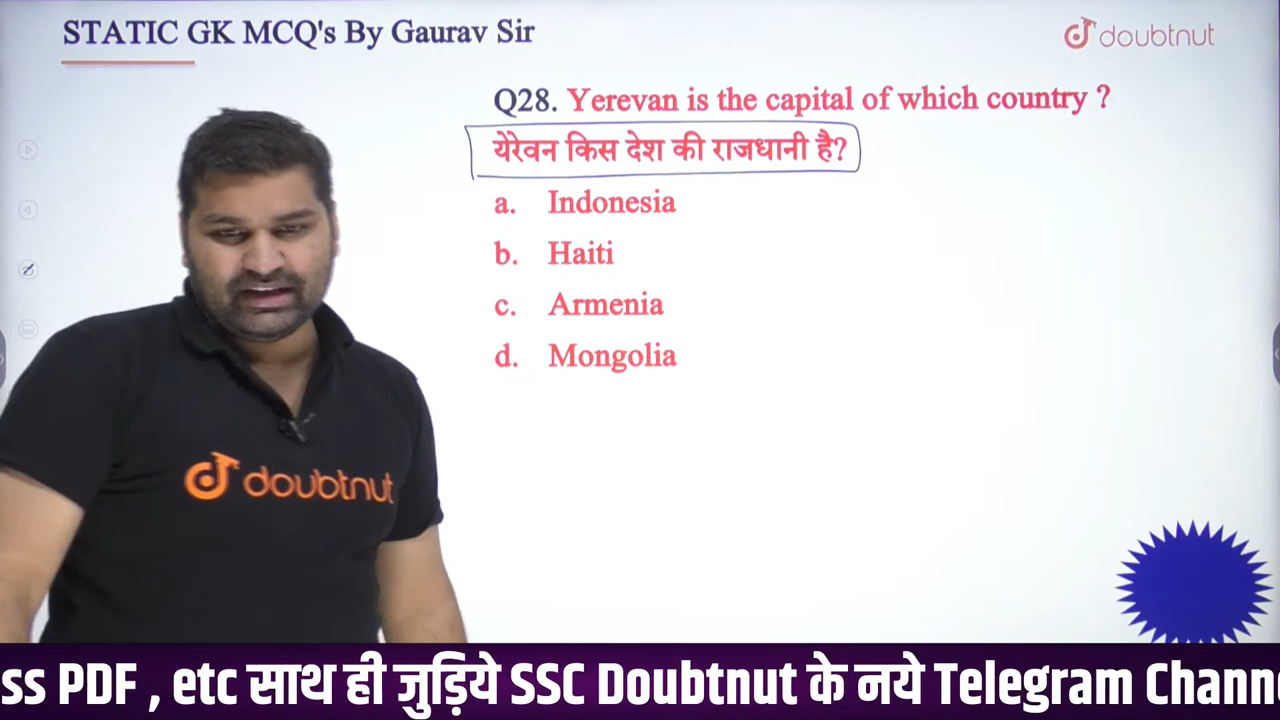 STATIC GK MCQ's By Gaurav Sir
doubtnut
Q28. Yerevan is the capital of which country ?
येरेवन किस देश की राजधानी है?
a. Indonesia
b. Haiti
c. Armenia
d. Mongolia
doubtnut
ss PDF , etc साथ ही जुड़िये SSC Doubtnut के नये Telegram Chann